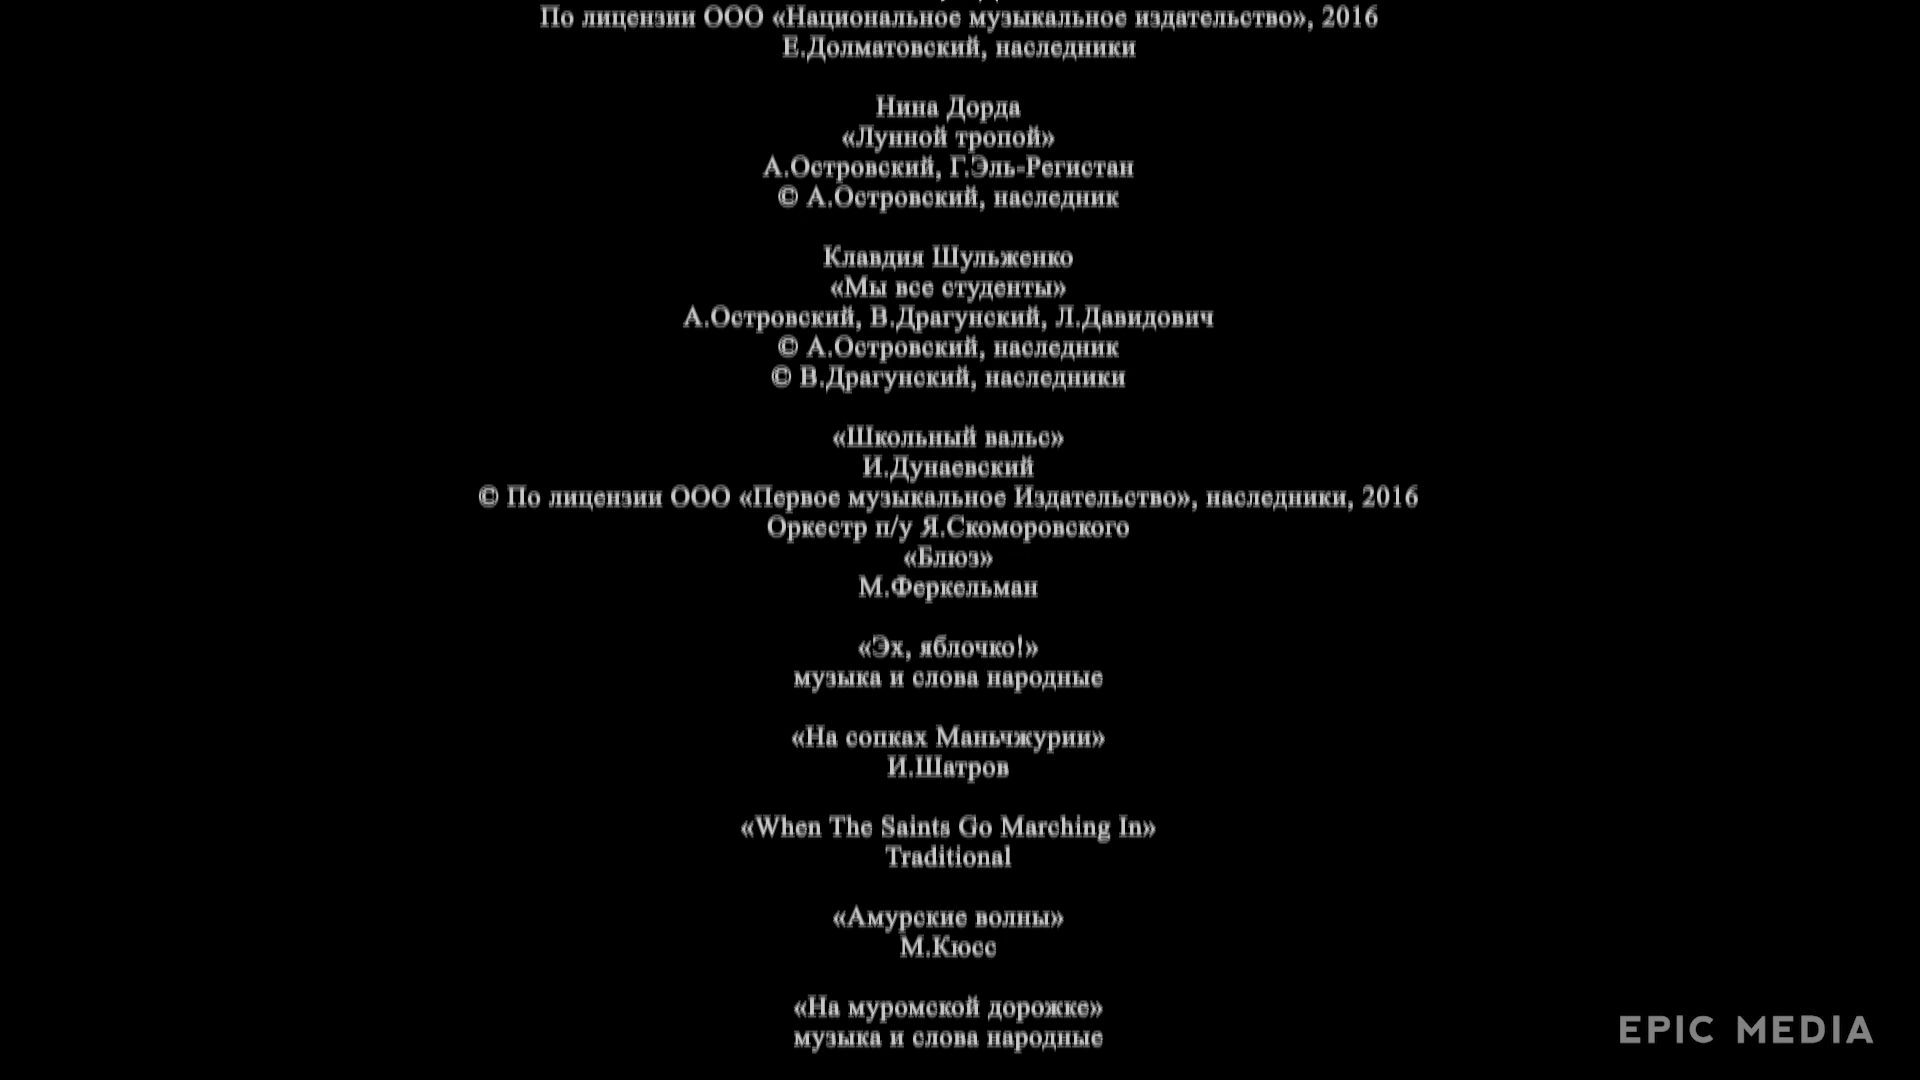 По лицензии ООО «Национальное музыкальное издательство», 2016
Е.Долматовский, наследники
Нина Дорда
«Лунной тропой»
А.Островский, Г.Эль-Регистан
© А.Островский, наследник
Клавдия Шульженко
«Мы все студенты»
А.Островский, В.Драгунский, Л.Давидович
© А.Островский, наследник
© В.Драгунский, наследники
«Школьный вальс»
И.Дунаевский
© По лицензии ООО «Первое музыкальное Издательство», наследники, 2016
Оркестр п/у Я.Скоморовского
«Блюз»
М.Феркельман
«Эх, яблочко!»
музыка и слова народные
«На сопках Маньчжурии»
И.Шатров
«When The Saints Go Marching In»
Traditional
«Амурские волны»
М.Кюсс
«На муромской дорожке»
музыка и слова народные
EPIC MEDIA